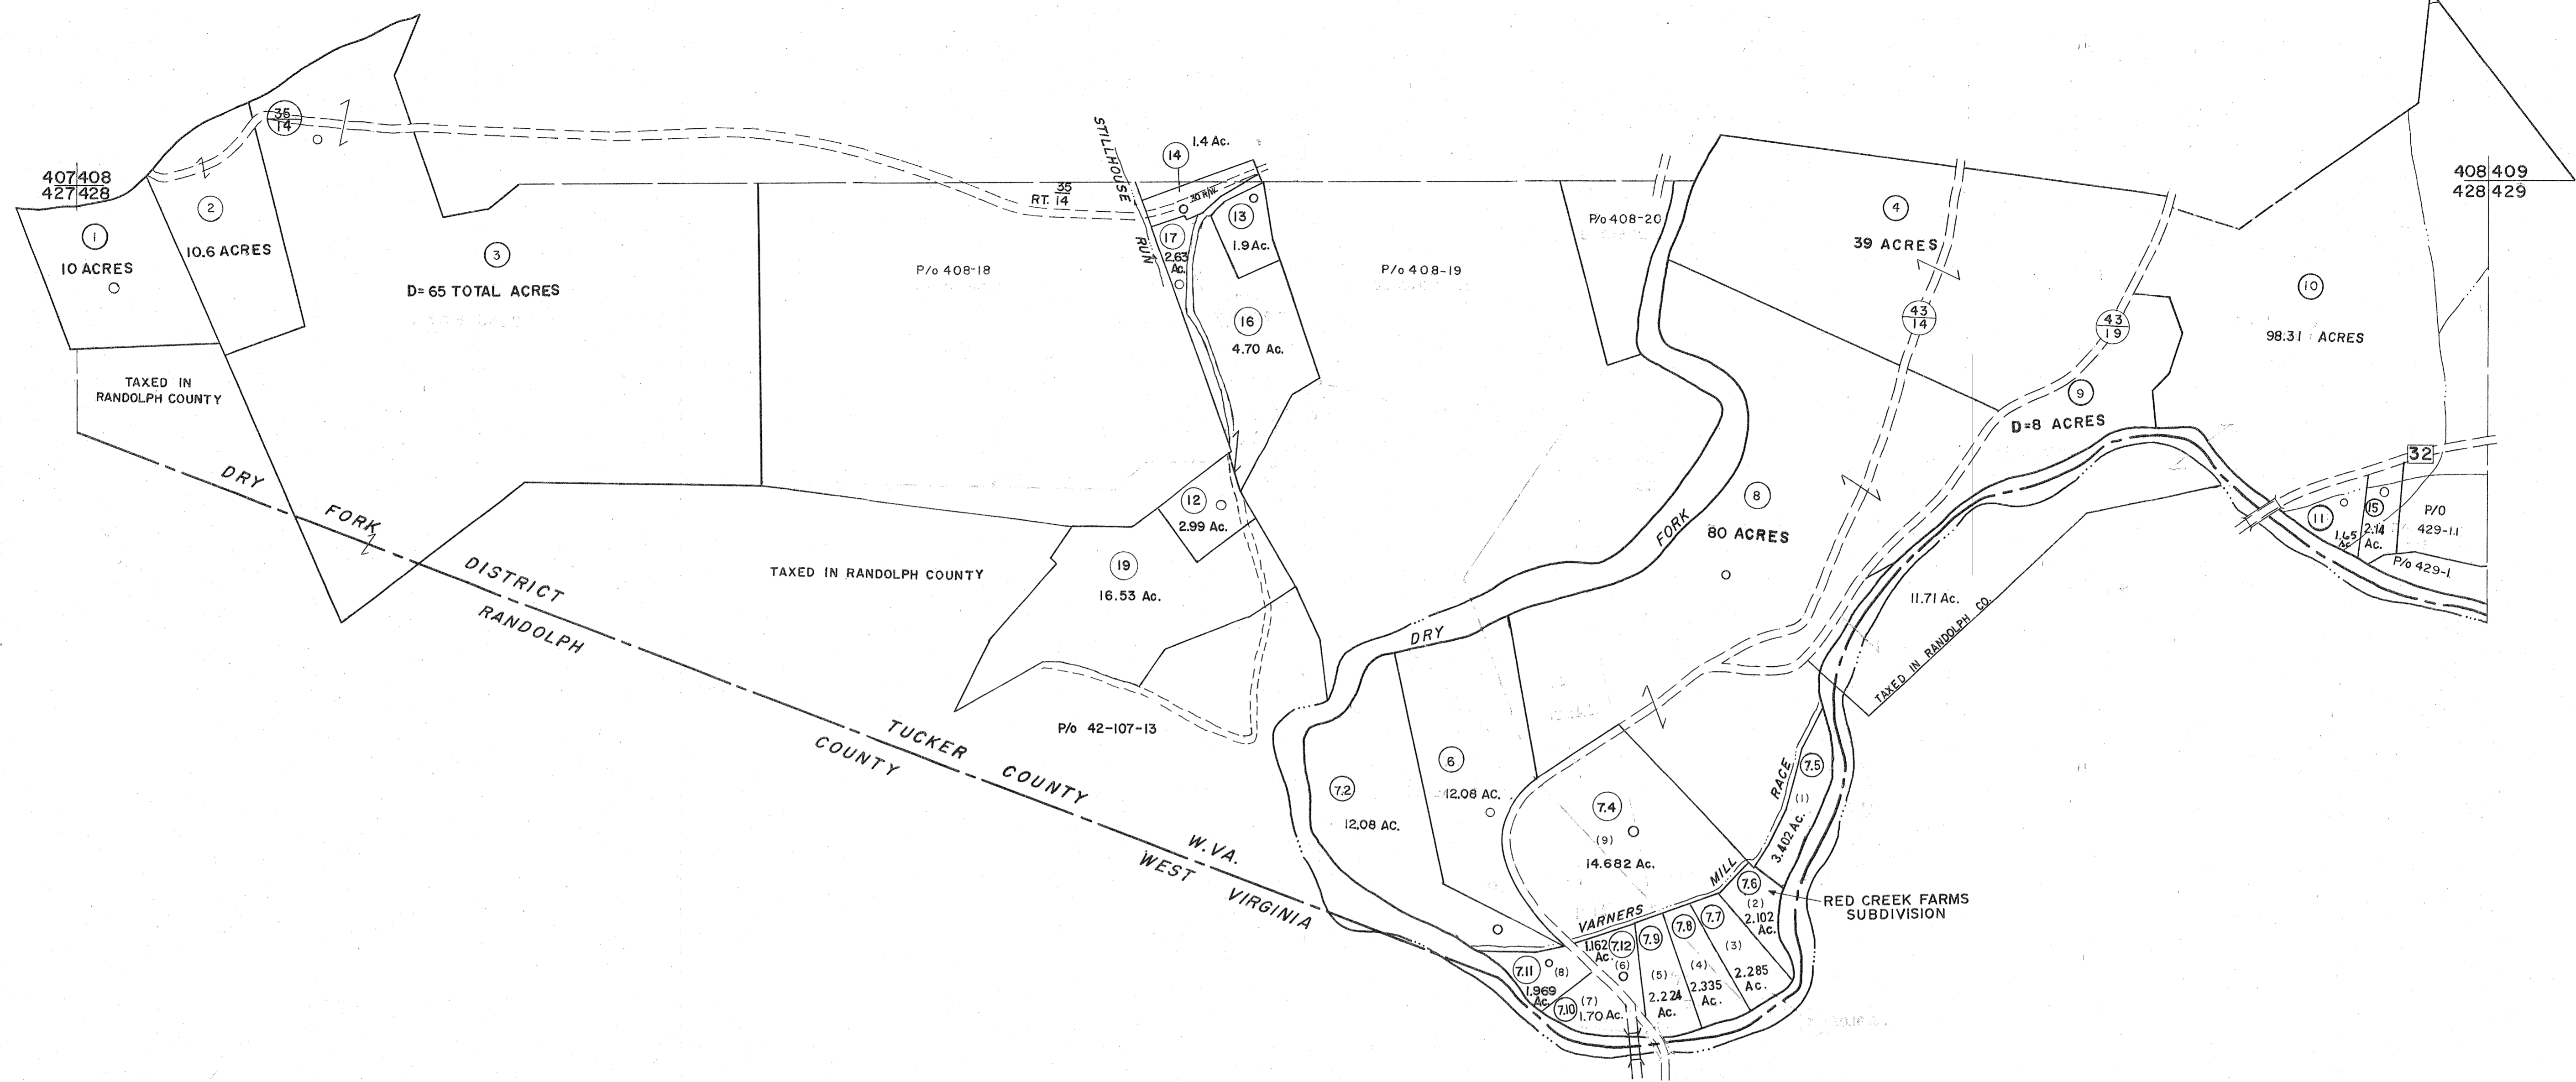 407 408
427 428
1
10 ACRES
2
10.6 ACRES
35
14
3
D= 65 TOTAL ACRES
TAXED IN
RANDOLPH COUNTY
P/o 408-18
RT. 35
14
STILLHOUSE
RUN
14
1.4 Ac.
30' R/W
13
1.9 Ac.
17
2.63
Ac.
16
4.70 Ac.
P/o 408-19
P/o 408-20
4
39 ACRES
43
14
43
19
9
D=8 ACRES
10
98.31 ACRES
408 409
428 429
32
11
1.65
Ac
15
2.14
Ac.
P/O
429-1.1
P/o 429-1
12
2.99 Ac.
19
16.53 Ac.
TAXED IN RANDOLPH COUNTY
P/o 42-107-13
8
80 ACRES
DRY
FORK
11.71 Ac.
TAXED IN RANDOLPH CO.
DRY FORK DISTRICT
RANDOLPH
TUCKER COUNTY
COUNTY
W.VA.
WEST VIRGINIA
7.2
12.08 AC.
6
12.08 AC.
7.4
(9)
14.682 Ac.
VARNERS MILL RACE
7.5
(1)
3.402 Ac.
7.6
(2)
2.102
Ac.
RED CREEK FARMS
SUBDIVISION
7.7
(3)
2.285
Ac.
7.8
(4)
2.335
Ac.
7.9
(5)
2.224
Ac.
1.162
Ac.
7.12
(6)
7.11
(8)
1.969
Ac.
7.10
(7)
1.70 Ac.